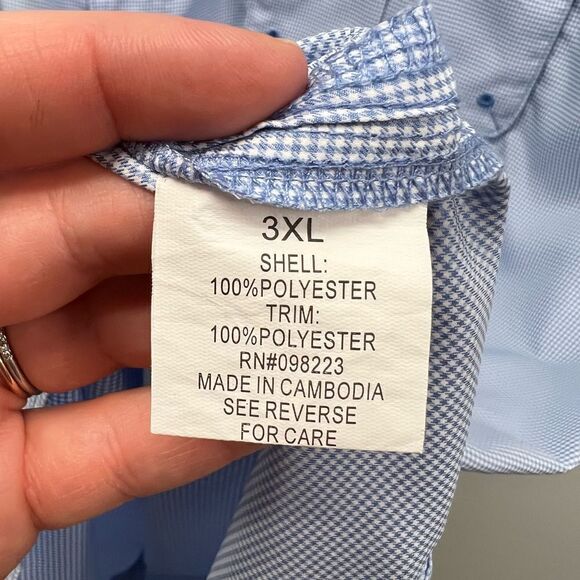 3XL
SHELL:
100%POLYESTER
TRIM:
100%POLYESTER
RN#098223
MADE IN CAMBODIA
SEE REVERSE
FOR CARE